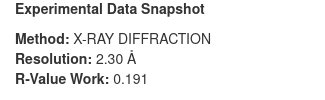 Experimental Data Snapshot
Method: X-RAY DIFFRACTION
Resolution: 2.30 Å
R-Value Work: 0.191